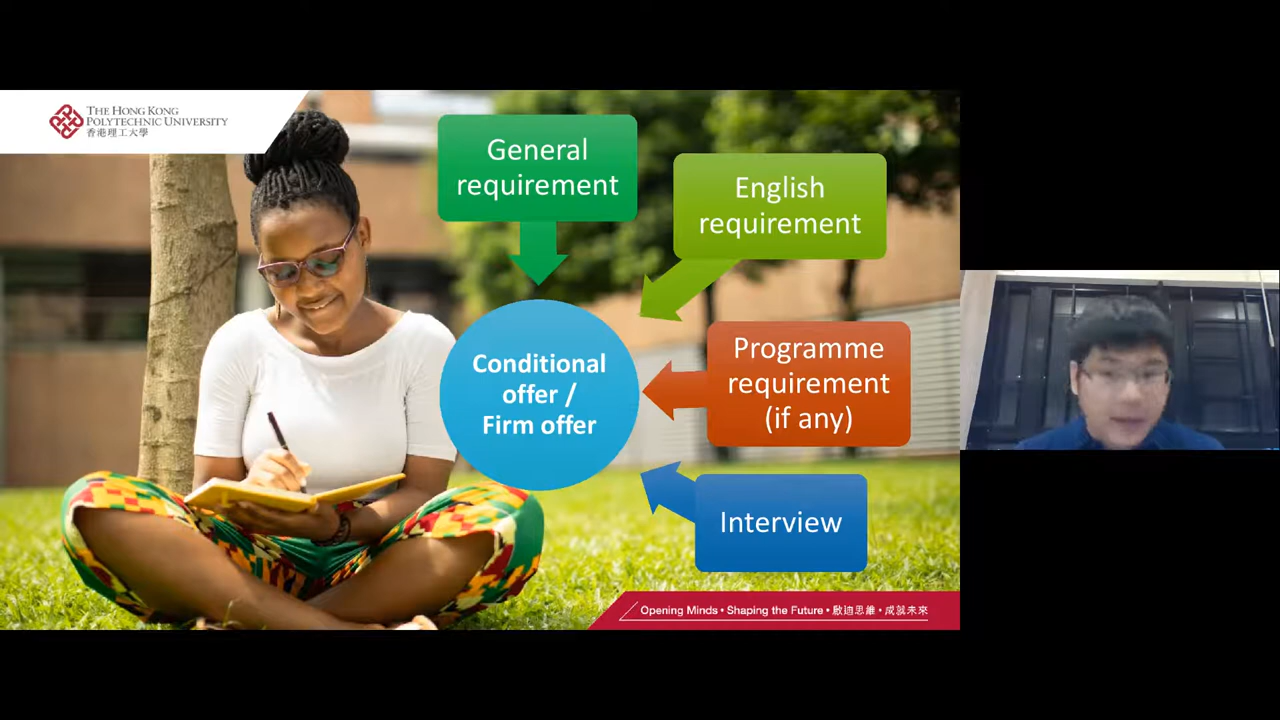 THE HONG KONG
POLYTECHNIC UNIVERSITY
香港理工大學
General
requirement
English
requirement
Conditional
offer /
Firm offer
Programme
requirement
(if any)
Interview
Opening Minds • Shaping the Future • 啟迪思維 • 成就未來